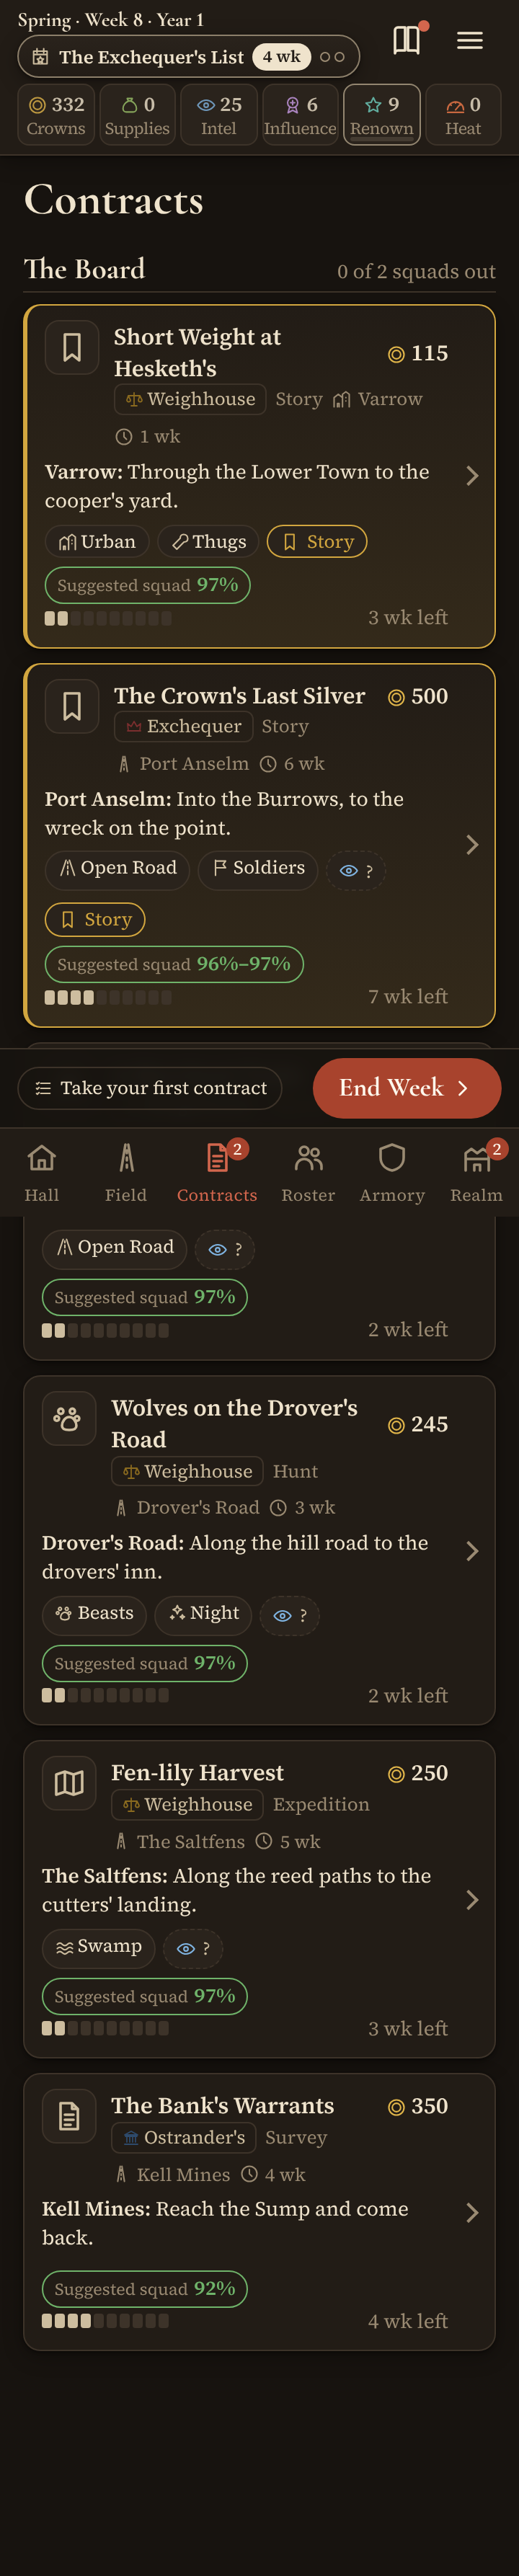 Spring · Week 8 · Year 1
The Exchequer's List 4 wk
332 0 25 6 9 0
Crowns Supplies Intel Influence Renown Heat
Contracts
The Board 0 of 2 squads out
Short Weight at 115
Hesketh's
Weighhouse Story Varrow
1 wk
Varrow: Through the Lower Town to the
cooper's yard.
Urban Thugs Story
Suggested squad 97%
3 wk left
The Crown's Last Silver 500
Exchequer Story
Port Anselm 6 wk
Port Anselm: Into the Burrows, to the
wreck on the point.
Open Road Soldiers ?
Story
Suggested squad 96%–97%
7 wk left
Take your first contract End Week
2 2
Hall Field Contracts Roster Armory Realm
Open Road ?
Suggested squad 97%
2 wk left
Wolves on the Drover's 245
Road
Weighhouse Hunt
Drover's Road 3 wk
Drover's Road: Along the hill road to the
drovers' inn.
Beasts Night ?
Suggested squad 97%
2 wk left
Fen-lily Harvest 250
Weighhouse Expedition
The Saltfens 5 wk
The Saltfens: Along the reed paths to the
cutters' landing.
Swamp ?
Suggested squad 97%
3 wk left
The Bank's Warrants 350
Ostrander's Survey
Kell Mines 4 wk
Kell Mines: Reach the Sump and come
back.
Suggested squad 92%
4 wk left